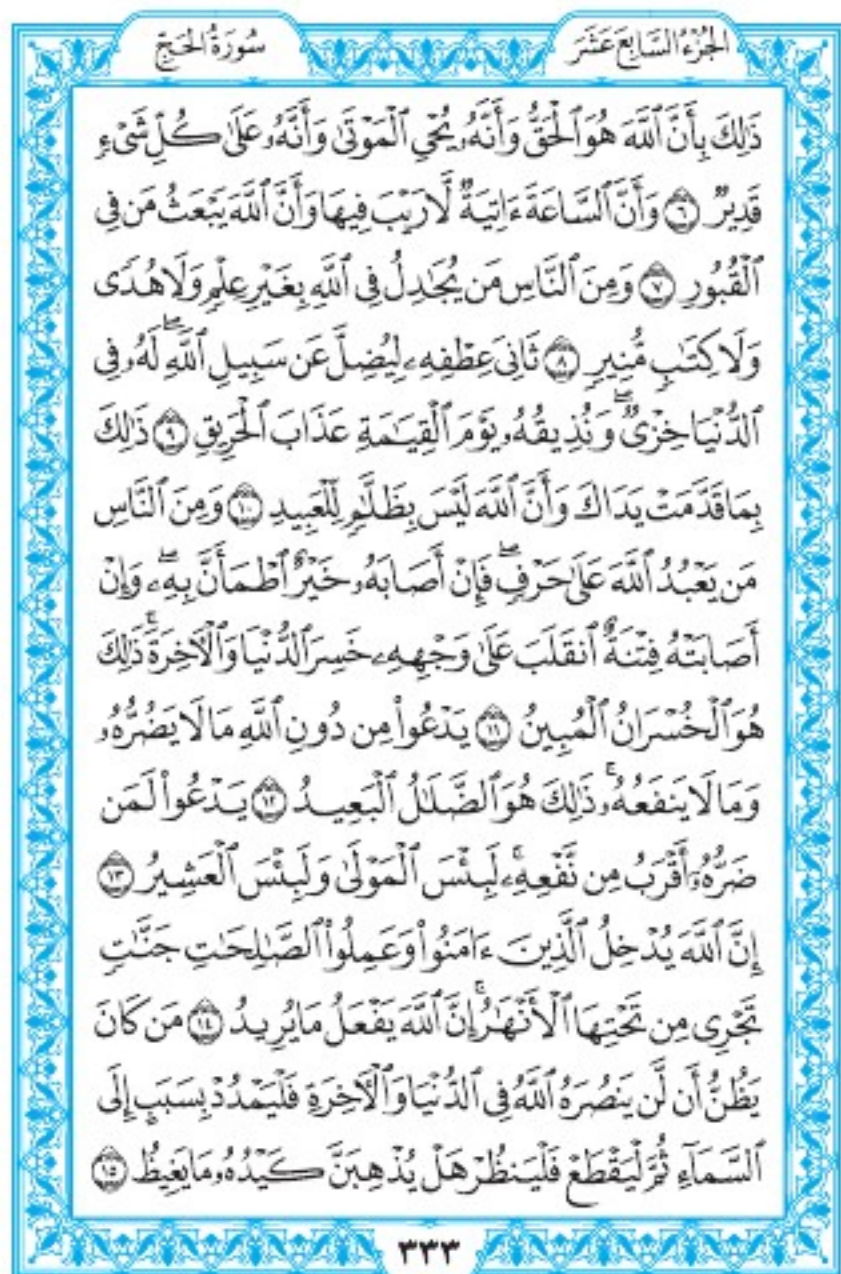 الجُزْءُ السَّابِعَ عَشَرَ
سُورَةُ الحَجِّ
ذَٰلِكَ بِأَنَّ ٱللَّهَ هُوَ ٱلْحَقُّ وَأَنَّهُۥ يُحْيِ ٱلْمَوْتَىٰ وَأَنَّهُۥ عَلَىٰ كُلِّ شَىْءٍ
قَدِيرٌ ٦ وَأَنَّ ٱلسَّاعَةَ ءَاتِيَةٌ لَّا رَيْبَ فِيهَا وَأَنَّ ٱللَّهَ يَبْعَثُ مَن فِى
ٱلْقُبُورِ ٧ وَمِنَ ٱلنَّاسِ مَن يُجَٰدِلُ فِى ٱللَّهِ بِغَيْرِ عِلْمٍ وَلَا هُدًى
وَلَا كِتَٰبٍ مُّنِيرٍ ٨ ثَانِىَ عِطْفِهِۦ لِيُضِلَّ عَن سَبِيلِ ٱللَّهِۖ لَهُۥ فِى
ٱلدُّنْيَا خِزْىٌۖ وَنُذِيقُهُۥ يَوْمَ ٱلْقِيَٰمَةِ عَذَابَ ٱلْحَرِيقِ ٩ ذَٰلِكَ
بِمَا قَدَّمَتْ يَدَاكَ وَأَنَّ ٱللَّهَ لَيْسَ بِظَلَّٰمٍ لِّلْعَبِيدِ ١٠ وَمِنَ ٱلنَّاسِ
مَن يَعْبُدُ ٱللَّهَ عَلَىٰ حَرْفٍۖ فَإِنْ أَصَابَهُۥ خَيْرٌ ٱطْمَأَنَّ بِهِۦۖ وَإِنْ
أَصَابَتْهُ فِتْنَةٌ ٱنقَلَبَ عَلَىٰ وَجْهِهِۦ خَسِرَ ٱلدُّنْيَا وَٱلْءَاخِرَةَۚ ذَٰلِكَ
هُوَ ٱلْخُسْرَانُ ٱلْمُبِينُ ١١ يَدْعُوا۟ مِن دُونِ ٱللَّهِ مَا لَا يَضُرُّهُۥ
وَمَا لَا يَنفَعُهُۥۚ ذَٰلِكَ هُوَ ٱلضَّلَٰلُ ٱلْبَعِيدُ ١٢ يَدْعُوا۟ لَمَن
ضَرُّهُۥٓ أَقْرَبُ مِن نَّفْعِهِۦۚ لَبِئْسَ ٱلْمَوْلَىٰ وَلَبِئْسَ ٱلْعَشِيرُ ١٣
إِنَّ ٱللَّهَ يُدْخِلُ ٱلَّذِينَ ءَامَنُوا۟ وَعَمِلُوا۟ ٱلصَّٰلِحَٰتِ جَنَّٰتٍ
تَجْرِى مِن تَحْتِهَا ٱلْأَنْهَٰرُۚ إِنَّ ٱللَّهَ يَفْعَلُ مَا يُرِيدُ ١٤ مَن كَانَ
يَظُنُّ أَن لَّن يَنصُرَهُ ٱللَّهُ فِى ٱلدُّنْيَا وَٱلْءَاخِرَةِ فَلْيَمْدُدْ بِسَبَبٍ إِلَى
ٱلسَّمَآءِ ثُمَّ لْيَقْطَعْ فَلْيَنظُرْ هَلْ يُذْهِبَنَّ كَيْدُهُۥ مَا يَغِيظُ ١٥
٣٣٣